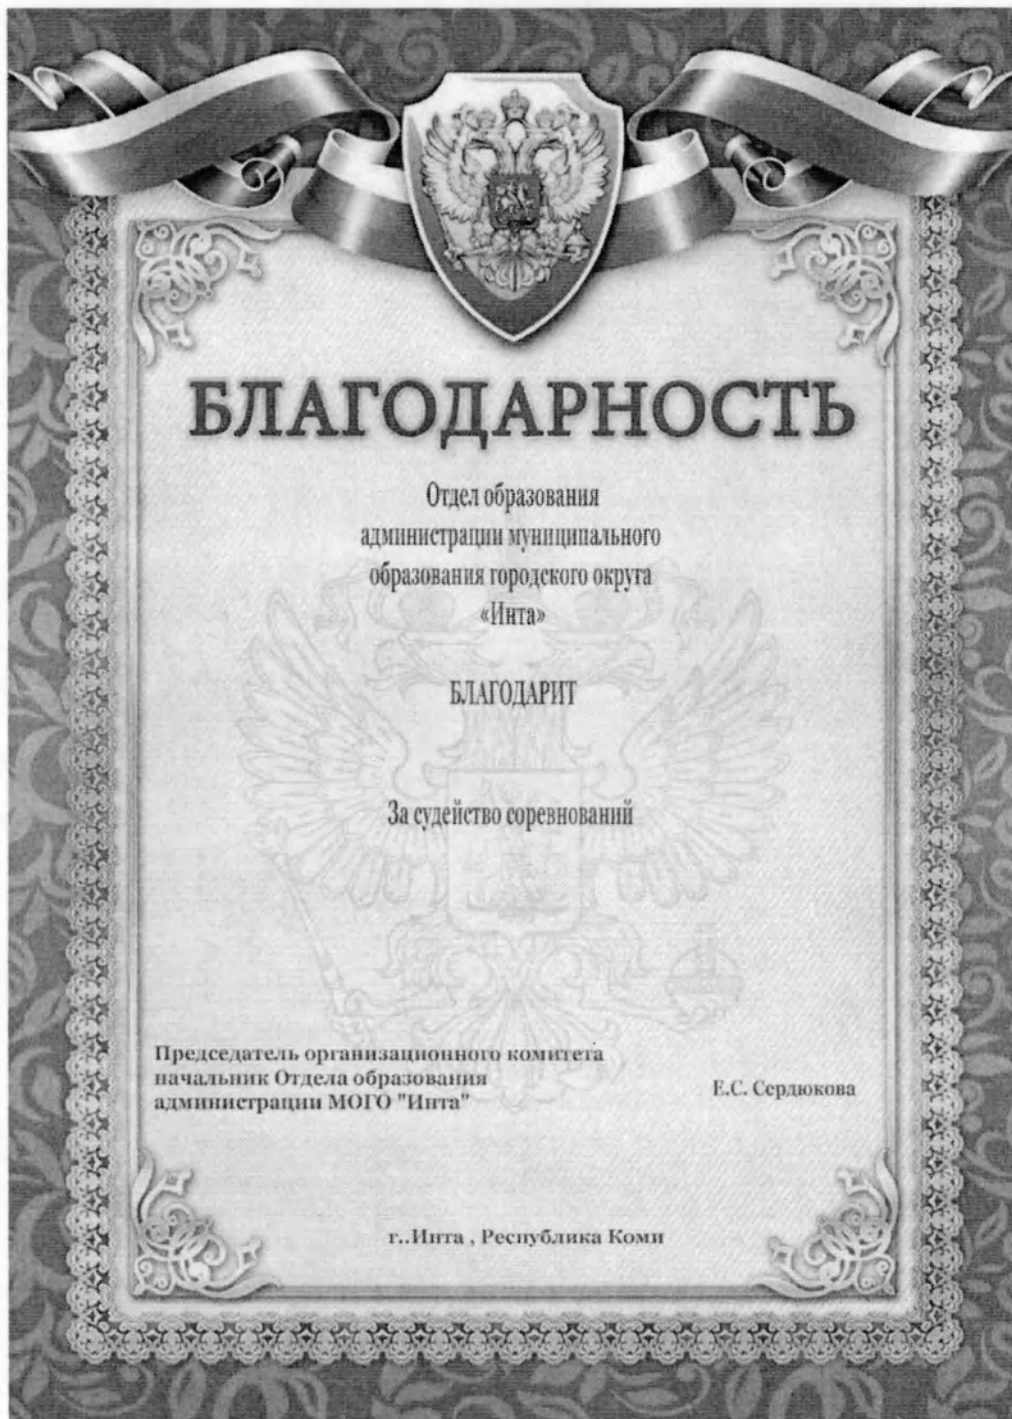 БЛАГОДАРНОСТЬ
Отдел образования
администрации муниципального
образования городского округа
«Инта»
БЛАГОДАРИТ
За судейство соревнований
Председатель организационного комитета
начальник Отдела образования
администрации МОГО "Инта"
Е.С. Сердюкова
г..Инта , Республика Коми